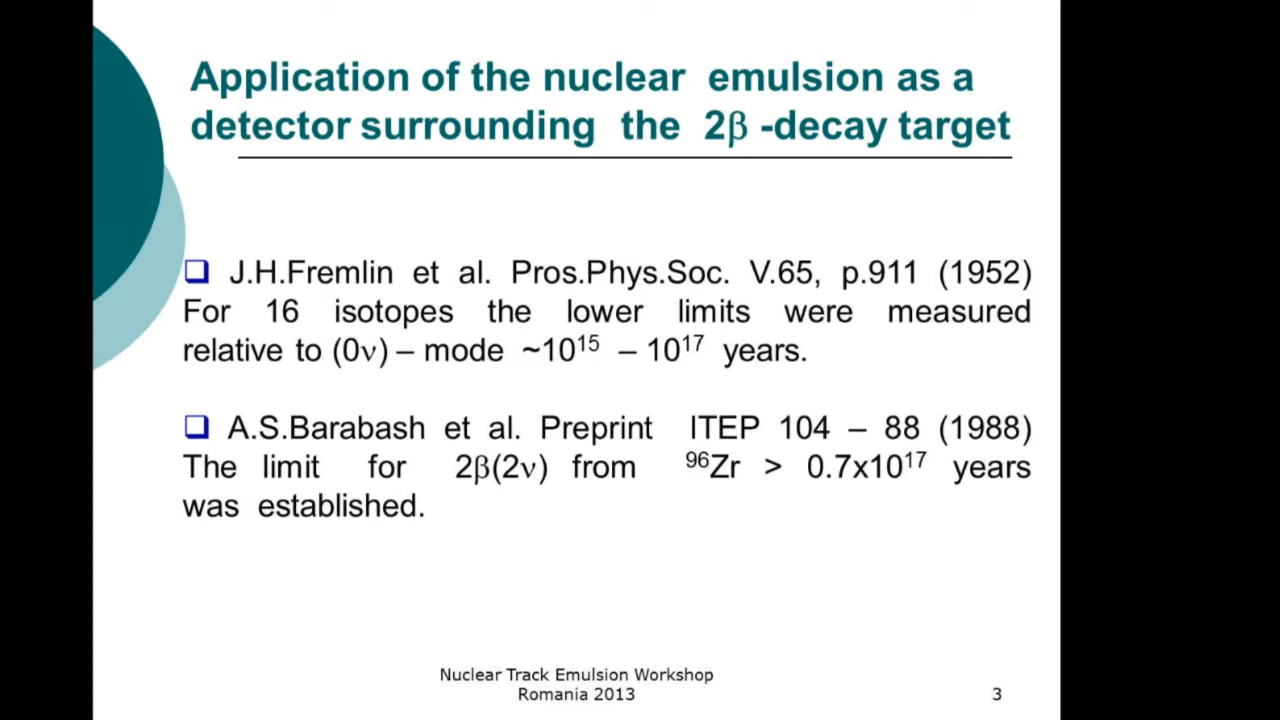 Application of the nuclear emulsion as a
detector surrounding the 2β -decay target
❑ J.H.Fremlin et al. Pros.Phys.Soc. V.65, p.911 (1952)
For 16 isotopes the lower limits were measured
relative to (0ν) – mode ~10¹⁵ – 10¹⁷ years.
❑ A.S.Barabash et al. Preprint ITEP 104 – 88 (1988)
The limit for 2β(2ν) from ⁹⁶Zr > 0.7x10¹⁷ years
was established.
Nuclear Track Emulsion Workshop
Romania 2013
3